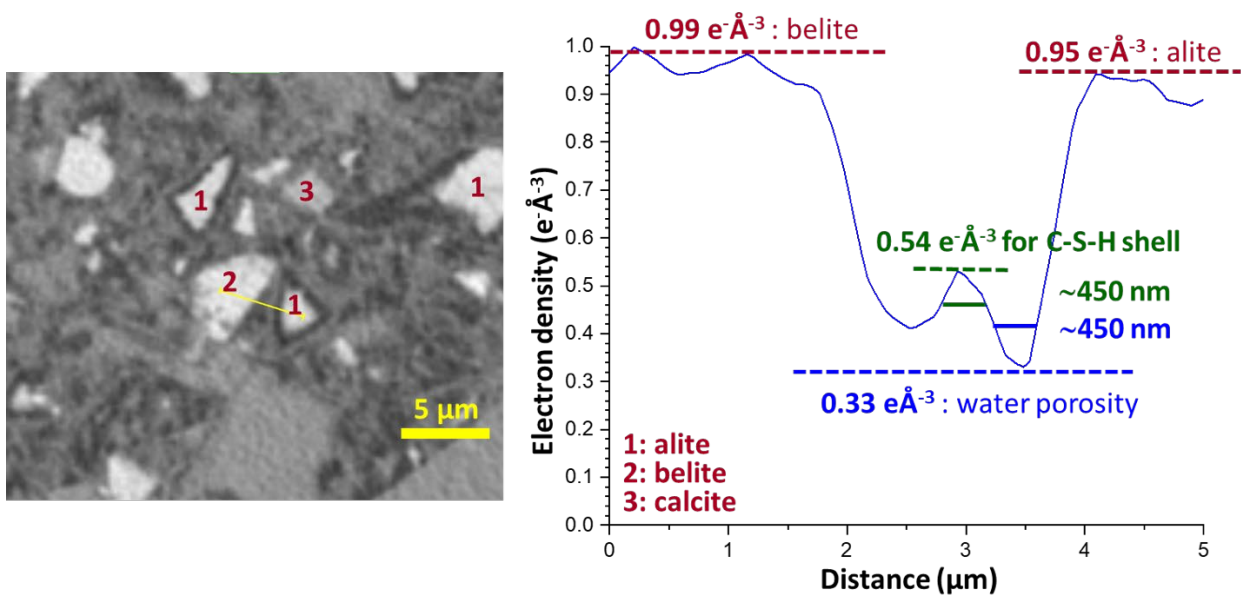 1
3
1
2
1
5 μm
0.99 e⁻Å⁻³ : belite
0.95 e⁻Å⁻³ : alite
0.54 e⁻Å⁻³ for C-S-H shell
~450 nm
~450 nm
0.33 eÅ⁻³ : water porosity
1: alite
2: belite
3: calcite
Electron density (e⁻Å⁻³)
1.0
0.9
0.8
0.7
0.6
0.5
0.4
0.3
0.2
0.1
0.0
0 1 2 3 4 5
Distance (μm)